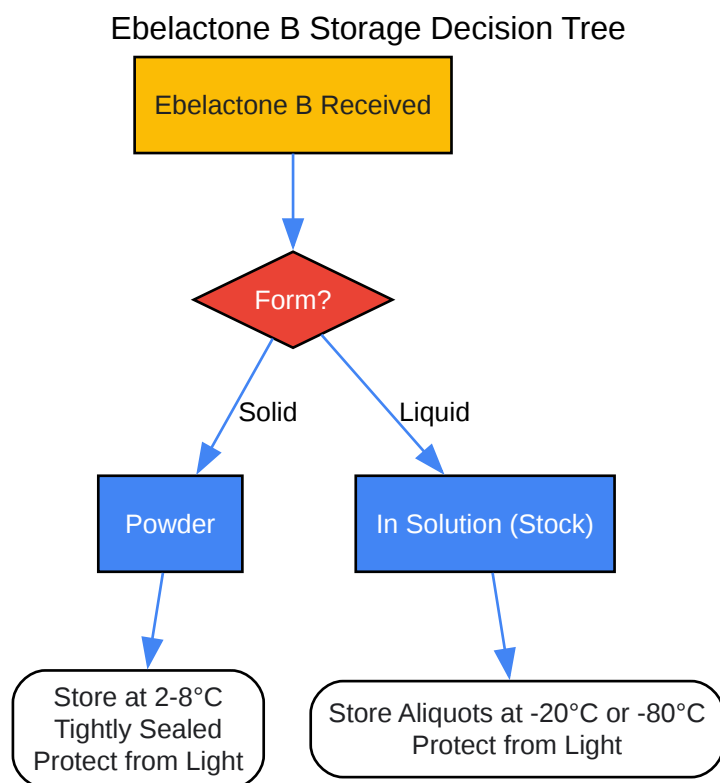 Ebelactone B Storage Decision Tree
Ebelactone B Received
Form?
Solid
Liquid
Powder
In Solution (Stock)
Store at 2-8°C
Tightly Sealed
Protect from Light
Store Aliquots at -20°C or -80°C
Protect from Light